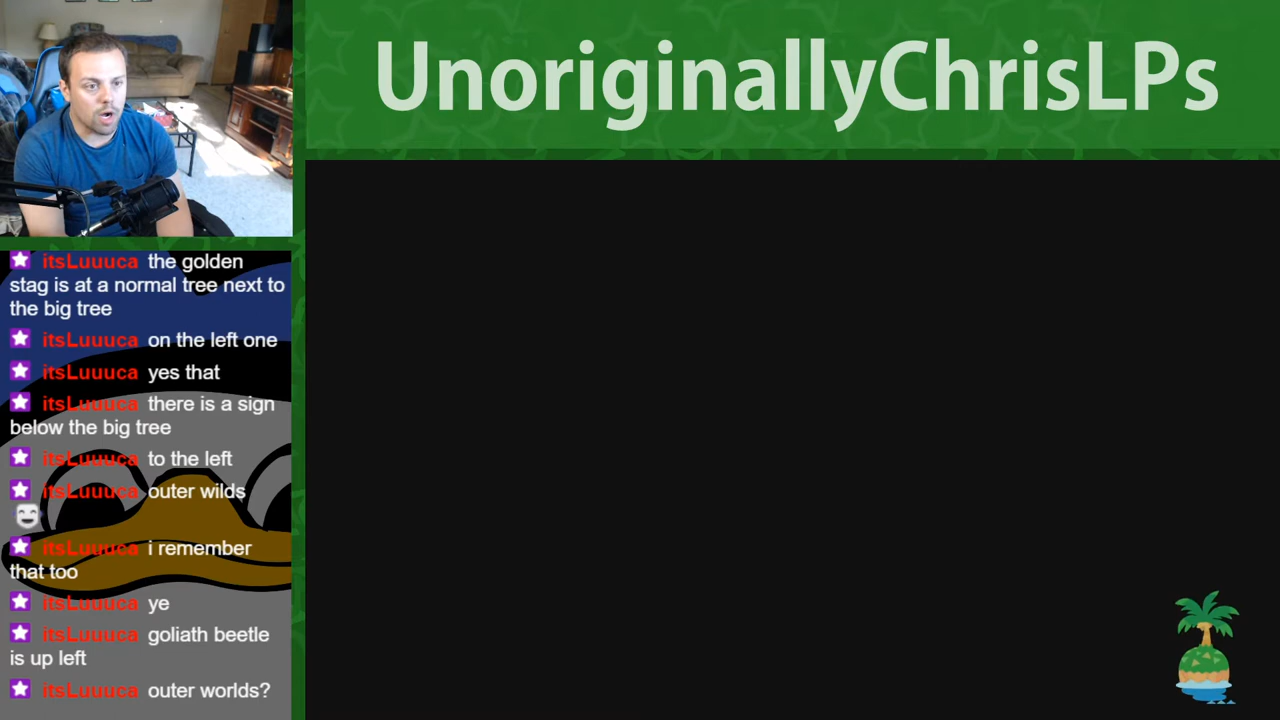 UnoriginallyChrisLPs
itsLuuuca the golden
stag is at a normal tree next to
the big tree
itsLuuuca on the left one
itsLuuuca yes that
itsLuuuca there is a sign
below the big tree
itsLuuuca to the left
itsLuuuca outer wilds
itsLuuuca i remember
that too
itsLuuuca ye
itsLuuuca goliath beetle
is up left
itsLuuuca outer worlds?